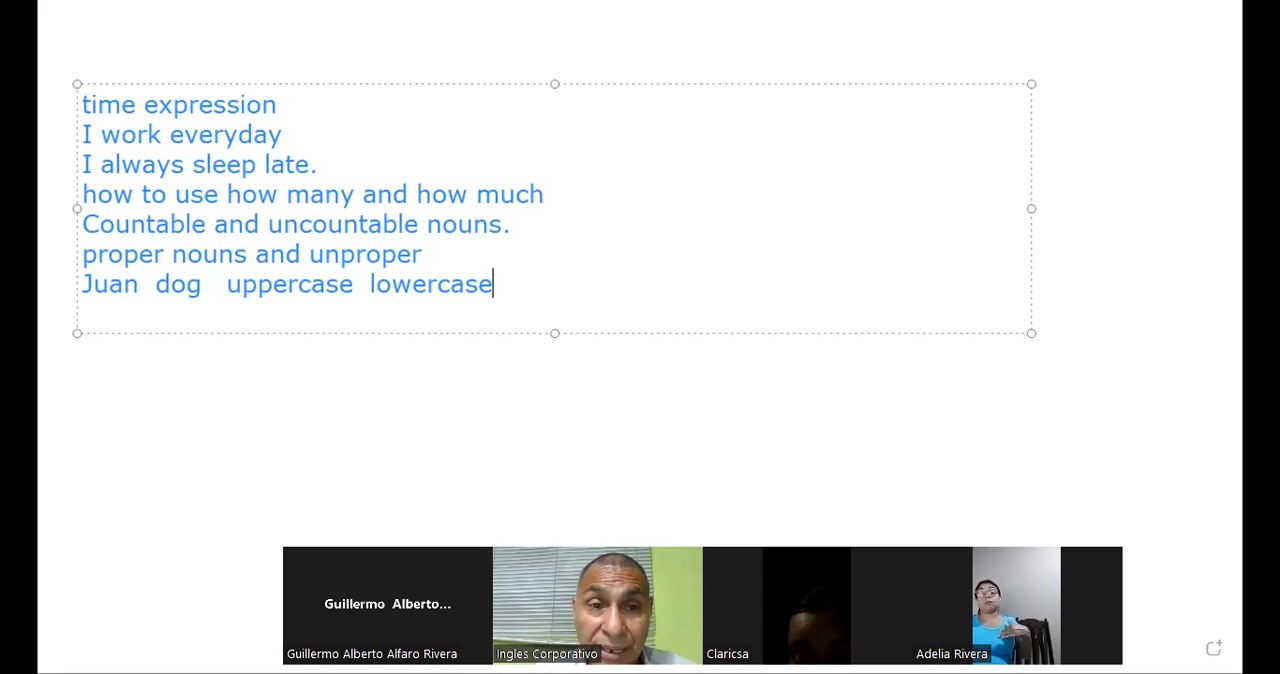 time expression
I work everyday
I always sleep late.
how to use how many and how much
Countable and uncountable nouns.
proper nouns and unproper
Juan  dog   uppercase  lowercase
Guillermo  Alberto...
Guillermo Alberto Alfaro Rivera
Ingles Corporativo
Claricsa
Adelia Rivera